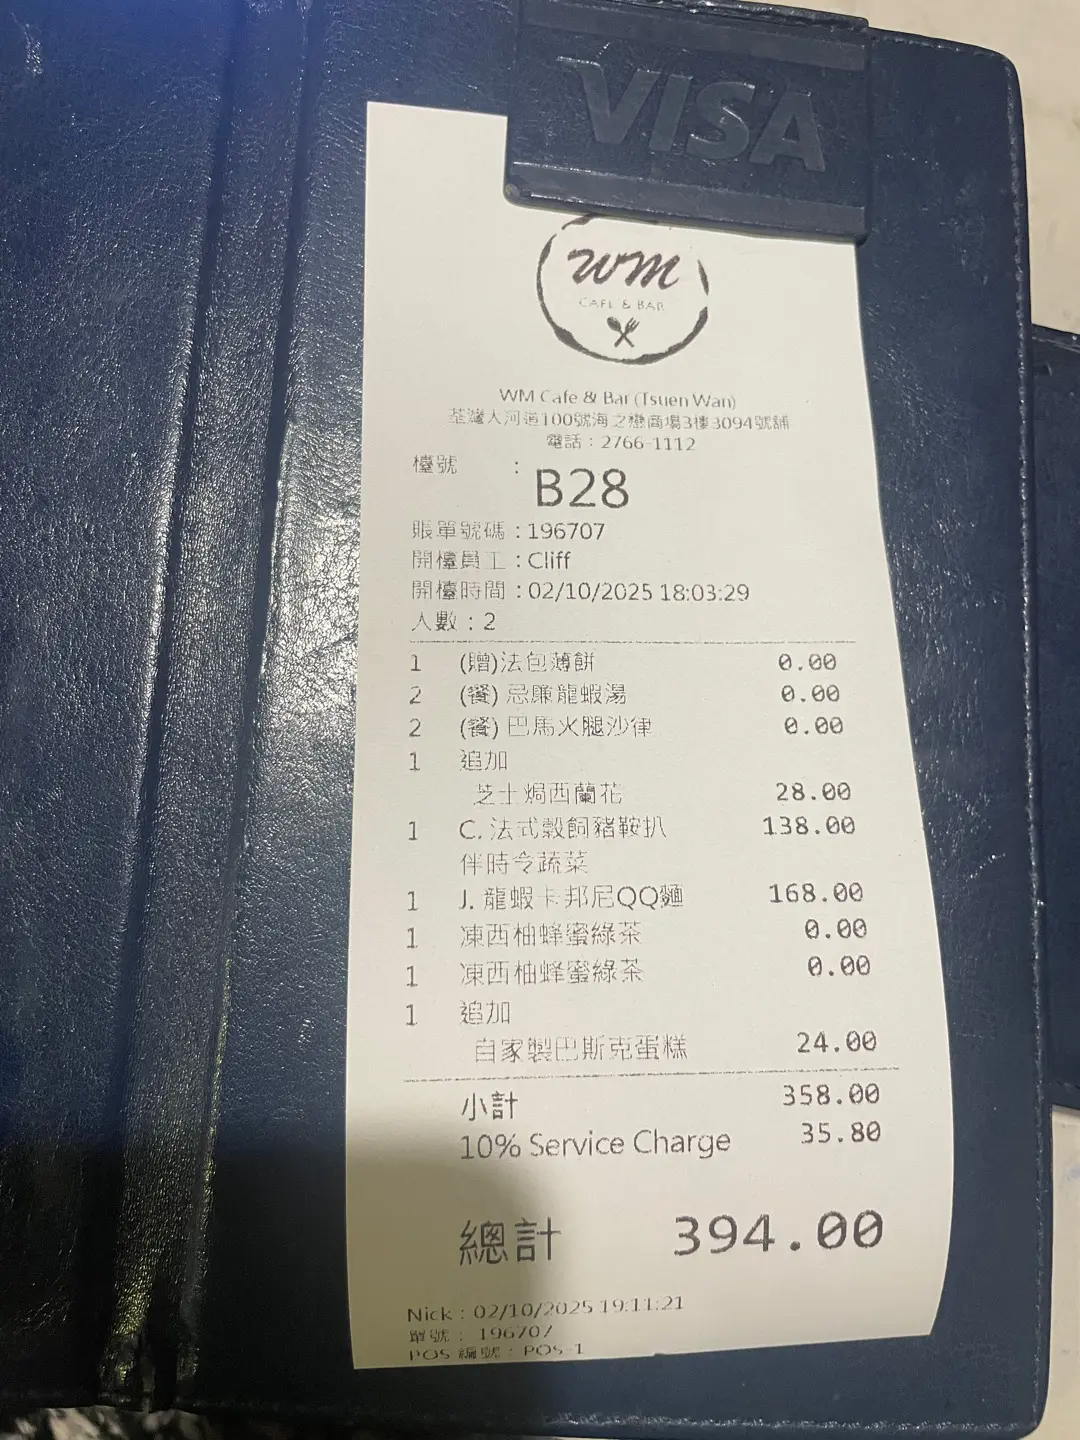 VISA
wm
CAFE & BAR
WM Cafe & Bar (Tsuen Wan)
荃灣大河道100號海之戀商場3樓3094號舖
電話：2766-1112
檯號 ：
B28
賬單號碼：196707
開檯員工：Cliff
開檯時間：02/10/2025 18:03:29
人數：2
1 (贈)法包薄餅 0.00
2 (餐) 忌廉龍蝦湯 0.00
2 (餐) 巴馬火腿沙律 0.00
1 追加
芝士焗西蘭花 28.00
1 C. 法式穀飼豬鞍扒 138.00
伴時令蔬菜
1 J. 龍蝦卡邦尼QQ麵 168.00
1 凍西柚蜂蜜綠茶 0.00
1 凍西柚蜂蜜綠茶 0.00
1 追加
自家製巴斯克蛋糕 24.00
小計 358.00
10% Service Charge 35.80
總計 394.00
Nick：02/10/2025 19:11:21
單號：196707
POS 編號：POS-1